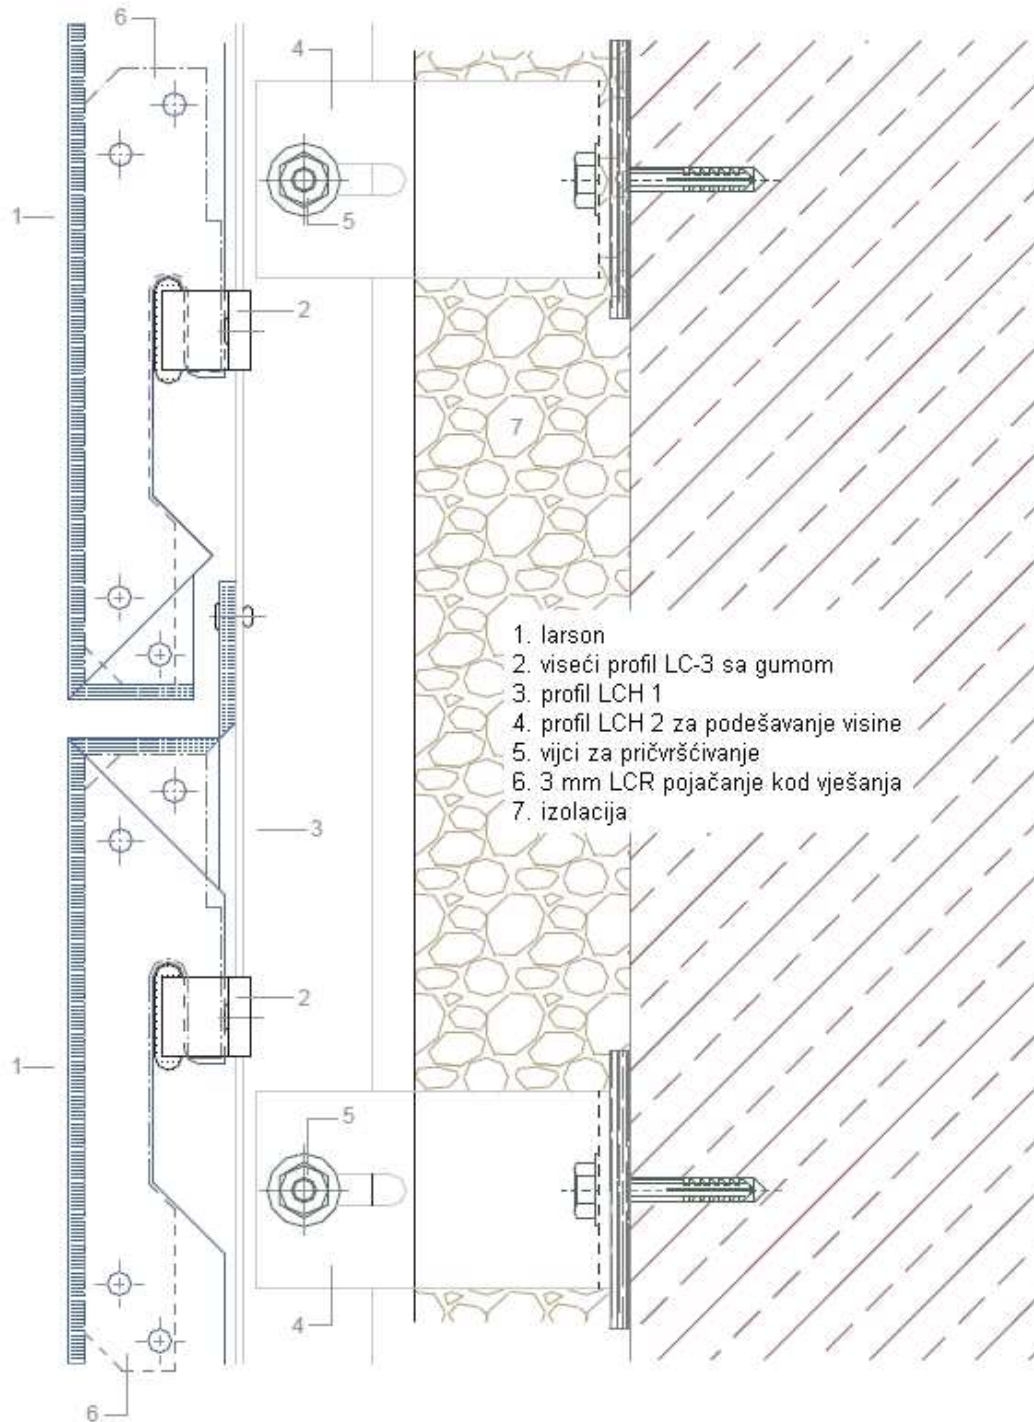 6
4
1
5
2
7
1. larson
2. viseći profil LC-3 sa gumom
3. profil LCH 1
4. profil LCH 2 za podešavanje visine
5. vijci za pričvršćivanje
6. 3 mm LCR pojačanje kod vješanja
7. izolacija
3
2
1
5
4
6